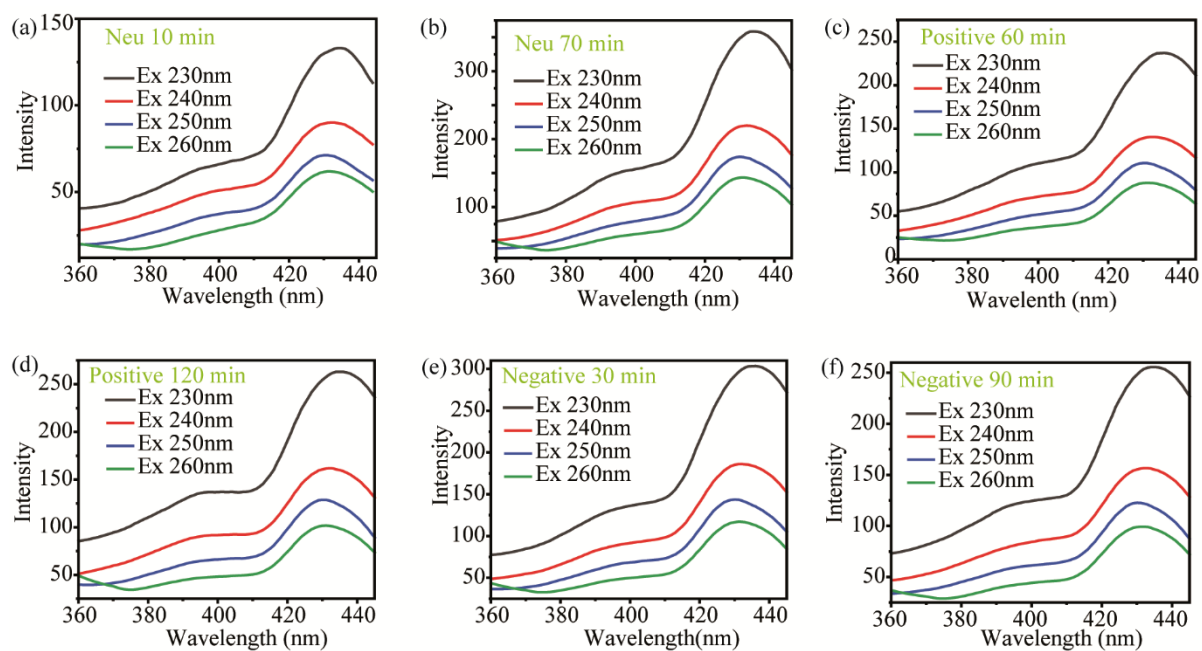 (a)
Neu 10 min
Ex 230nm
Ex 240nm
Ex 250nm
Ex 260nm
150
100
50
Intensity
360 380 400 420 440
Wavelength (nm)
(b)
Neu 70 min
Ex 230nm
Ex 240nm
Ex 250nm
Ex 260nm
350
300
250
200
150
100
Intensity
360 380 400 420 440
Wavelength (nm)
(c)
Positive 60 min
Ex 230nm
Ex 240nm
Ex 250nm
Ex 260nm
250
200
150
100
50
0
Intensity
360 380 400 420 440
Wavelenth (nm)
(d)
Positive 120 min
Ex 230nm
Ex 240nm
Ex 250nm
Ex 260nm
250
200
150
100
50
Intensity
360 380 400 420 440
Wavelength (nm)
(e)
Negative 30 min
Ex 230nm
Ex 240nm
Ex 250nm
Ex 260nm
300
250
200
150
100
50
Intensity
360 380 400 420 440
Wavelength(nm)
(f)
Negative 90 min
Ex 230nm
Ex 240nm
Ex 250nm
Ex 260nm
250
200
150
100
50
Intensity
360 380 400 420 440
Wavelength (nm)